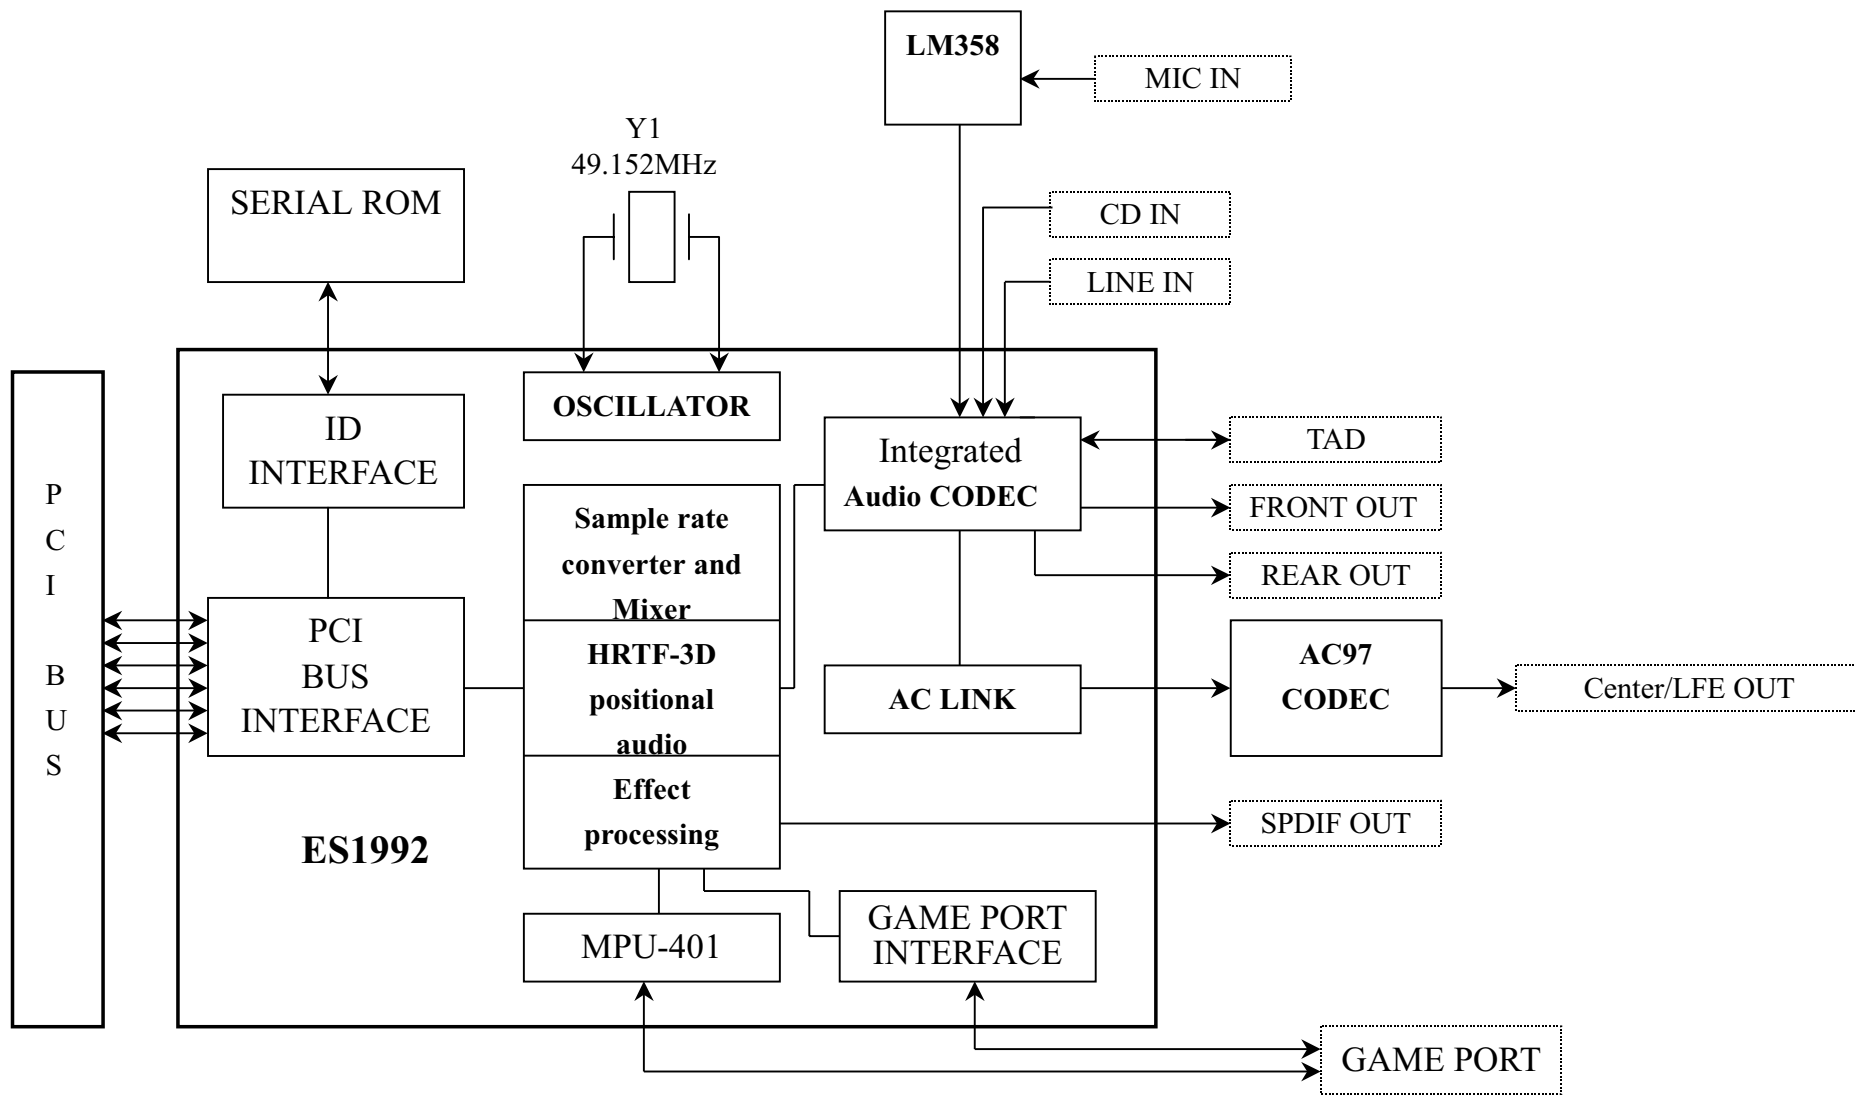 LM358
MIC IN
Y1
49.152MHz
SERIAL ROM
CD IN
LINE IN
OSCILLATOR
ID
INTERFACE
Integrated
Audio CODEC
TAD
FRONT OUT
REAR OUT
P
C
I
B
U
S
Sample rate
converter and
Mixer
PCI
BUS
INTERFACE
HRTF-3D
positional
audio
AC LINK
AC97
CODEC
Center/LFE OUT
Effect
processing
SPDIF OUT
ES1992
MPU-401
GAME PORT
INTERFACE
GAME PORT